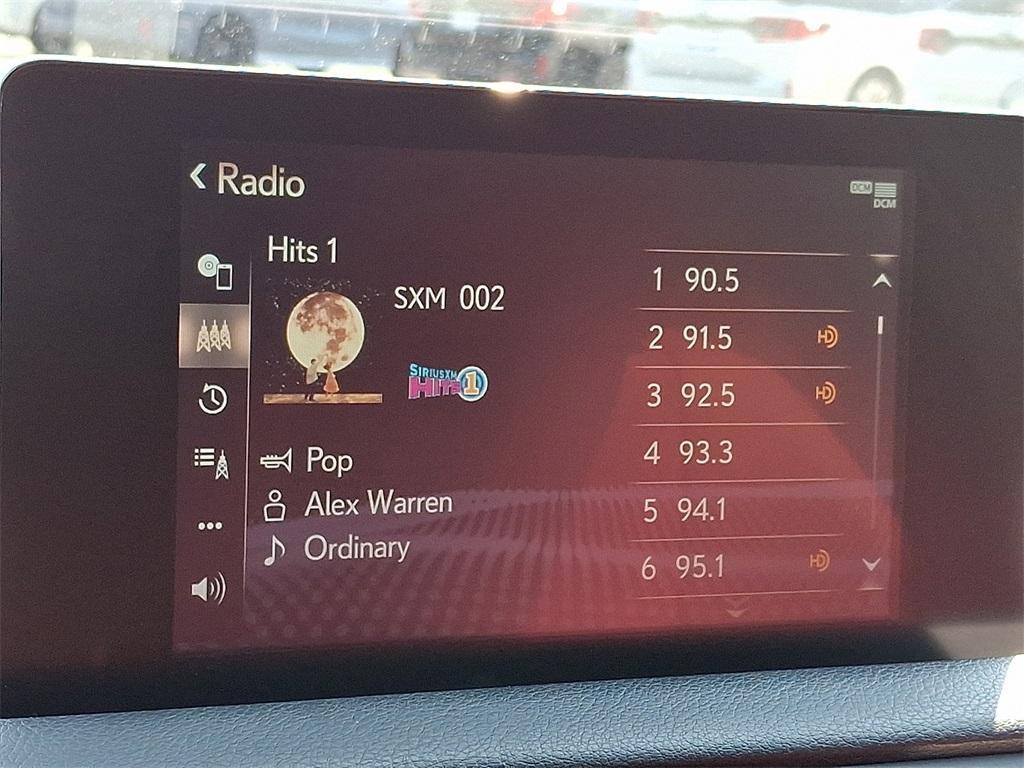 Radio
DCM
DCM
Hits 1
SXM 002
SIRIUSXM
HITS 1
Pop
Alex Warren
Ordinary
1 90.5
2 91.5 HD
3 92.5 HD
4 93.3
5 94.1
6 95.1 HD